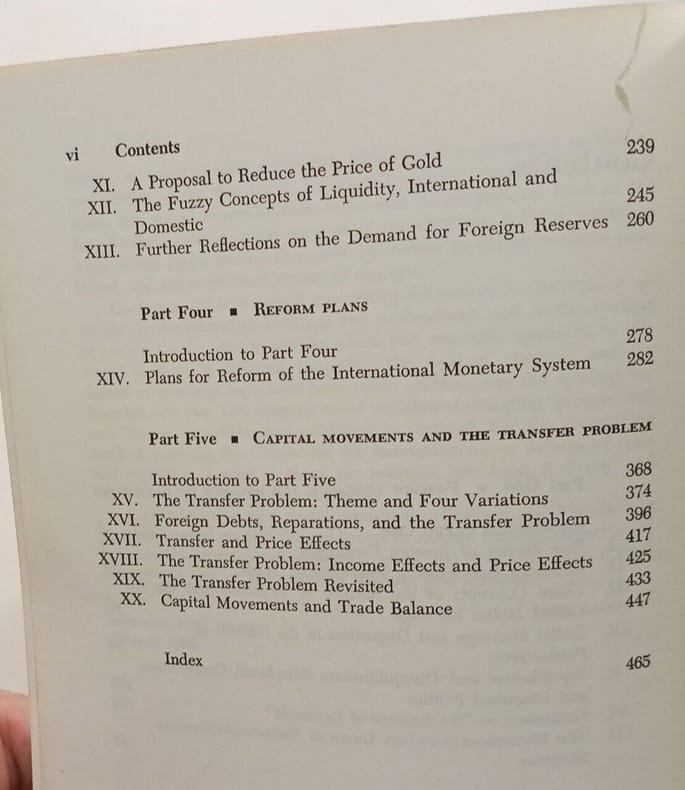 vi Contents
XI. A Proposal to Reduce the Price of Gold 239
XII. The Fuzzy Concepts of Liquidity, International and
Domestic 245
XIII. Further Reflections on the Demand for Foreign Reserves 260
Part Four ■ REFORM PLANS
Introduction to Part Four 278
XIV. Plans for Reform of the International Monetary System 282
Part Five ■ CAPITAL MOVEMENTS AND THE TRANSFER PROBLEM
Introduction to Part Five 368
XV. The Transfer Problem: Theme and Four Variations 374
XVI. Foreign Debts, Reparations, and the Transfer Problem 396
XVII. Transfer and Price Effects 417
XVIII. The Transfer Problem: Income Effects and Price Effects 425
XIX. The Transfer Problem Revisited 433
XX. Capital Movements and Trade Balance 447
Index 465